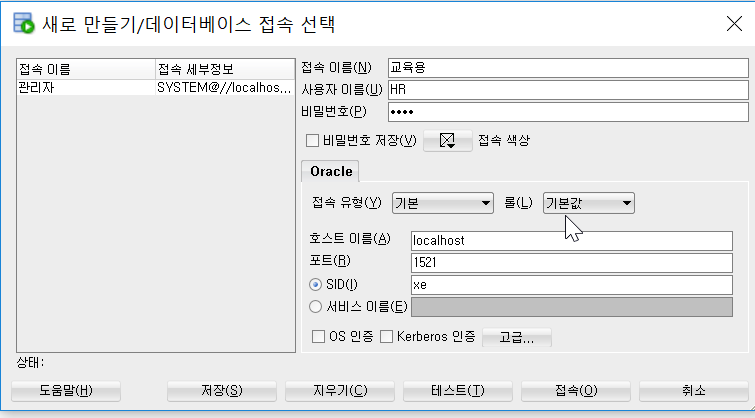 새로 만들기/데이터베이스 접속 선택
접속 이름 접속 세부정보
관리자 SYSTEM@//localhos...
접속 이름(N) 교육용
사용자 이름(U) HR
비밀번호(P) ••••
비밀번호 저장(V) 접속 색상
Oracle
접속 유형(Y) 기본 롤(L) 기본값
호스트 이름(A) localhost
포트(R) 1521
SID(I) xe
서비스 이름(E)
OS 인증 Kerberos 인증 고급...
상태:
도움말(H) 저장(S) 지우기(C) 테스트(T) 접속(O) 취소